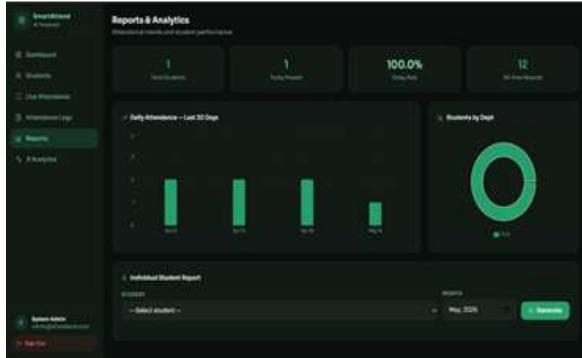 SmartAttend
AI Powered
Dashboard
Students
Live Attendance
Attendance Logs
Reports
Analytics
System Admin
Sign Out
Reports & Analytics
Attendance trends and student performance
1
Total Students
1
Today Present
100.0%
Today Rate
12
All-time Records
Daily Attendance — Last 30 Days
Students by Dept
Individual Student Report
STUDENT
— Select student —
MONTH
May, 2026
Generate